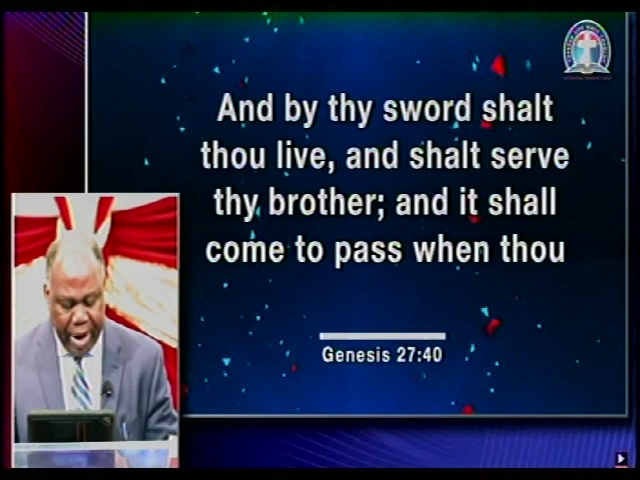 And by thy sword shalt
thou live, and shalt serve
thy brother; and it shall
come to pass when thou
Genesis 27:40